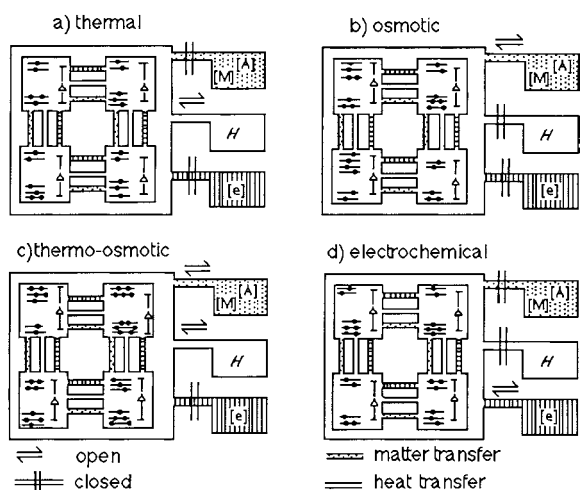 a) thermal
b) osmotic
[M] [A]
[M] [A]
H
H
[e]
[e]
c)thermo-osmotic
d) electrochemical
[M] [A]
[M] [A]
H
H
[e]
[e]
open
matter transfer
closed
heat transfer